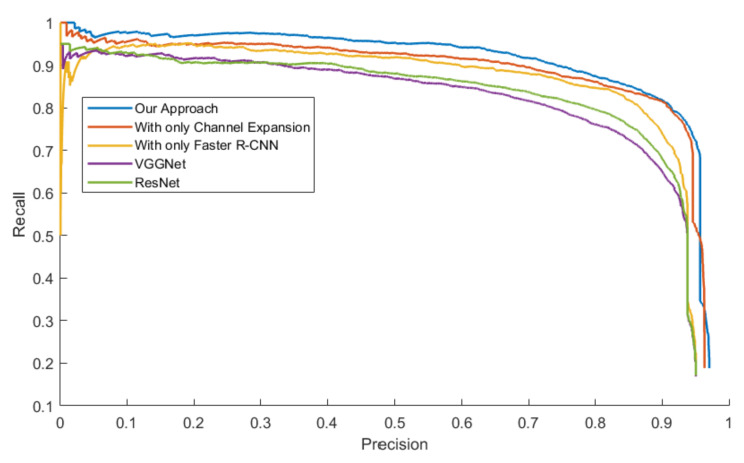 1
0.9
0.8
0.7
0.6
0.5
0.4
0.3
0.2
0.1
Recall
Our Approach
With only Channel Expansion
With only Faster R-CNN
VGGNet
ResNet
0 0.1 0.2 0.3 0.4 0.5 0.6 0.7 0.8 0.9 1
Precision